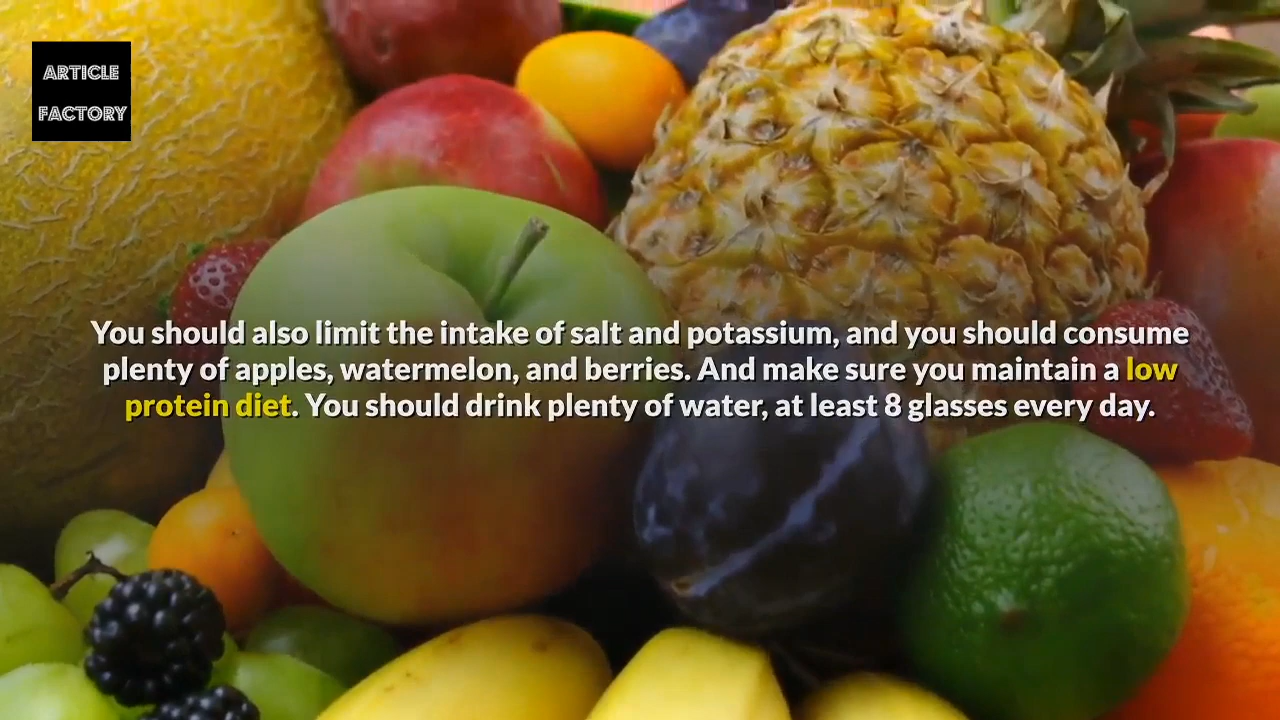 ARTICLE
FACTORY
You should also limit the intake of salt and potassium, and you should consume
plenty of apples, watermelon, and berries. And make sure you maintain a low
protein diet. You should drink plenty of water, at least 8 glasses every day.